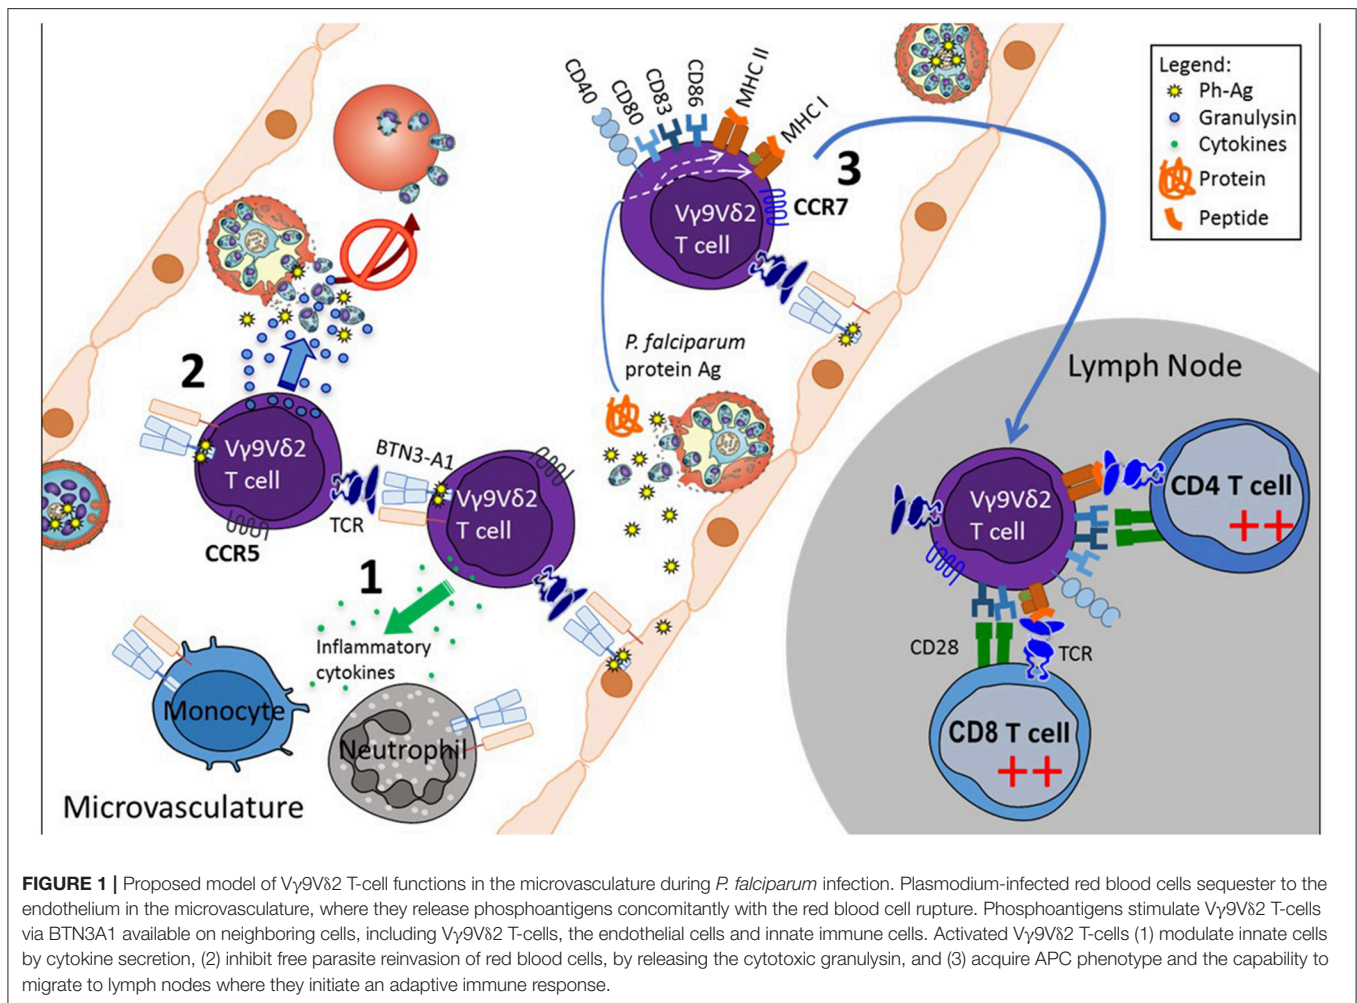 CD40
CD80
CD83
CD86
MHC II
MHC I
3
Vγ9Vδ2
T cell
CCR7
Legend:
Ph-Ag
Granulysin
Cytokines
Protein
Peptide
P. falciparum
protein Ag
2
Vγ9Vδ2
T cell
CCR5
TCR
BTN3-A1
Vγ9Vδ2
T cell
1
Inflammatory
cytokines
Monocyte
Neutrophil
Microvasculature
Lymph Node
Vγ9Vδ2
T cell
CD4 T cell
++
CD28
TCR
CD8 T cell
++
FIGURE 1 | Proposed model of Vγ9Vδ2 T-cell functions in the microvasculature during P. falciparum infection. Plasmodium-infected red blood cells sequester to the
endothelium in the microvasculature, where they release phosphoantigens concomitantly with the red blood cell rupture. Phosphoantigens stimulate Vγ9Vδ2 T-cells
via BTN3A1 available on neighboring cells, including Vγ9Vδ2 T-cells, the endothelial cells and innate immune cells. Activated Vγ9Vδ2 T-cells (1) modulate innate cells
by cytokine secretion, (2) inhibit free parasite reinvasion of red blood cells, by releasing the cytotoxic granulysin, and (3) acquire APC phenotype and the capability to
migrate to lymph nodes where they initiate an adaptive immune response.